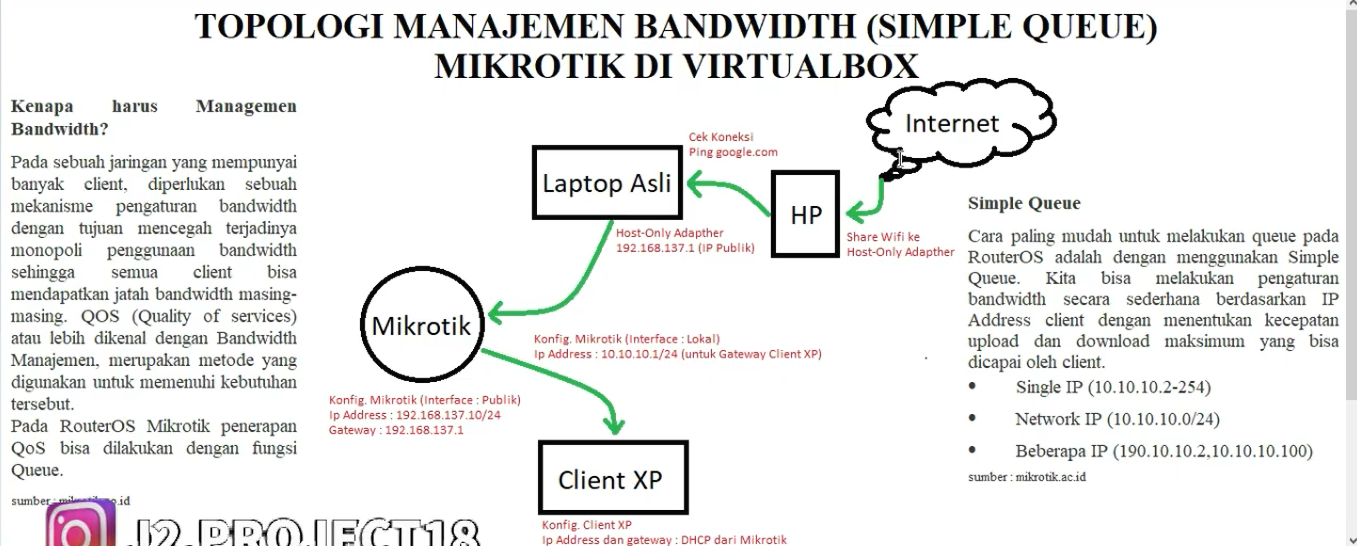 TOPOLOGI MANAJEMEN BANDWIDTH (SIMPLE QUEUE)
MIKROTIK DI VIRTUALBOX
Kenapa harus Managemen
Bandwidth?
Pada sebuah jaringan yang mempunyai
banyak client, diperlukan sebuah
mekanisme pengaturan bandwidth
dengan tujuan mencegah terjadinya
monopoli penggunaan bandwidth
sehingga semua client bisa
mendapatkan jatah bandwidth masing-
masing. QOS (Quality of services)
atau lebih dikenal dengan Bandwidth
Manajemen, merupakan metode yang
digunakan untuk memenuhi kebutuhan
tersebut.
Pada RouterOS Mikrotik penerapan
QoS bisa dilakukan dengan fungsi
Queue.
sumber : mikrotik.ac.id
Internet
Cek Koneksi
Ping google.com
Laptop Asli
HP
Host-Only Adapther
192.168.137.1 (IP Publik)
Share Wifi ke
Host-Only Adapther
Mikrotik
Konfig. Mikrotik (Interface : Lokal)
Ip Address : 10.10.10.1/24 (untuk Gateway Client XP)
Konfig. Mikrotik (Interface : Publik)
Ip Address : 192.168.137.10/24
Gateway : 192.168.137.1
Client XP
Konfig. Client XP
Ip Address dan gateway : DHCP dari Mikrotik
Simple Queue
Cara paling mudah untuk melakukan queue pada
RouterOS adalah dengan menggunakan Simple
Queue. Kita bisa melakukan pengaturan
bandwidth secara sederhana berdasarkan IP
Address client dengan menentukan kecepatan
upload dan download maksimum yang bisa
dicapai oleh client.
• Single IP (10.10.10.2-254)
• Network IP (10.10.10.0/24)
• Beberapa IP (190.10.10.2,10.10.10.100)
sumber : mikrotik.ac.id
.J2.PROJECT18